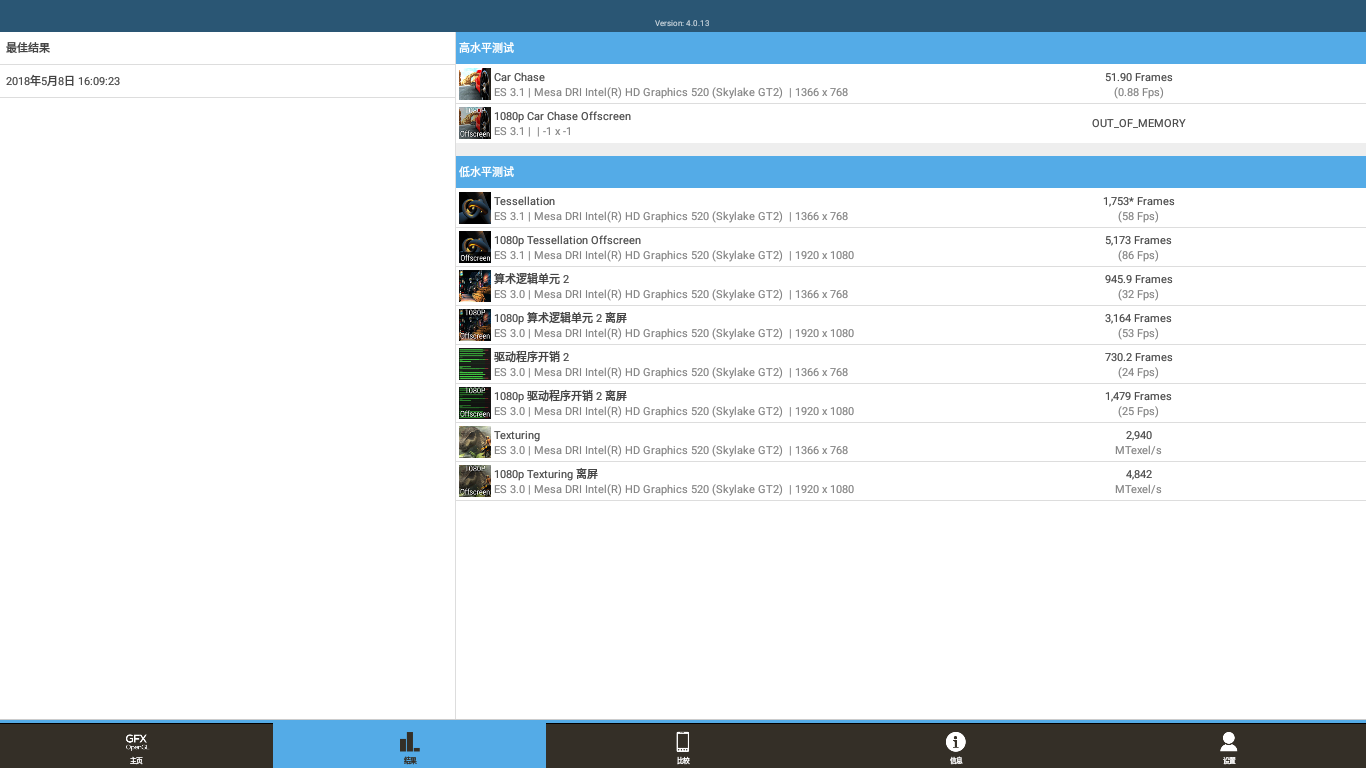 Version: 4.0.13
最佳结果
2018年5月8日 16:09:23
高水平测试
Car Chase
51.90 Frames
ES 3.1 | Mesa DRI Intel(R) HD Graphics 520 (Skylake GT2)  | 1366 x 768
(0.88 Fps)
1080P
Offscreen
1080p Car Chase Offscreen
ES 3.1 |  | -1 x -1
OUT_OF_MEMORY
低水平测试
Tessellation
1,753* Frames
ES 3.1 | Mesa DRI Intel(R) HD Graphics 520 (Skylake GT2)  | 1366 x 768
(58 Fps)
Offscreen
1080p Tessellation Offscreen
5,173 Frames
ES 3.1 | Mesa DRI Intel(R) HD Graphics 520 (Skylake GT2)  | 1920 x 1080
(86 Fps)
算术逻辑单元 2
945.9 Frames
ES 3.0 | Mesa DRI Intel(R) HD Graphics 520 (Skylake GT2)  | 1366 x 768
(32 Fps)
1080P
Offscreen
1080p 算术逻辑单元 2 离屏
3,164 Frames
ES 3.0 | Mesa DRI Intel(R) HD Graphics 520 (Skylake GT2)  | 1920 x 1080
(53 Fps)
驱动程序开销 2
730.2 Frames
ES 3.0 | Mesa DRI Intel(R) HD Graphics 520 (Skylake GT2)  | 1366 x 768
(24 Fps)
1080P
Offscreen
1080p 驱动程序开销 2 离屏
1,479 Frames
ES 3.0 | Mesa DRI Intel(R) HD Graphics 520 (Skylake GT2)  | 1920 x 1080
(25 Fps)
Texturing
2,940
ES 3.0 | Mesa DRI Intel(R) HD Graphics 520 (Skylake GT2)  | 1366 x 768
MTexel/s
1080P
Offscreen
1080p Texturing 离屏
4,842
ES 3.0 | Mesa DRI Intel(R) HD Graphics 520 (Skylake GT2)  | 1920 x 1080
MTexel/s
GFX
OpenGL
主页
结果
比较
信息
设置